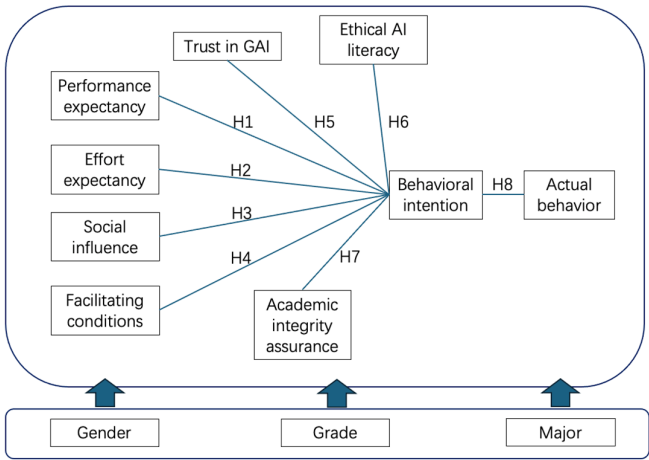 Ethical AI
literacy
Trust in GAI
Performance
expectancy
H1
H5
H6
Effort
expectancy
H2
Behavioral
intention
H8
Actual
behavior
Social
influence
H3
H4
H7
Facilitating
conditions
Academic
integrity
assurance
Gender
Grade
Major